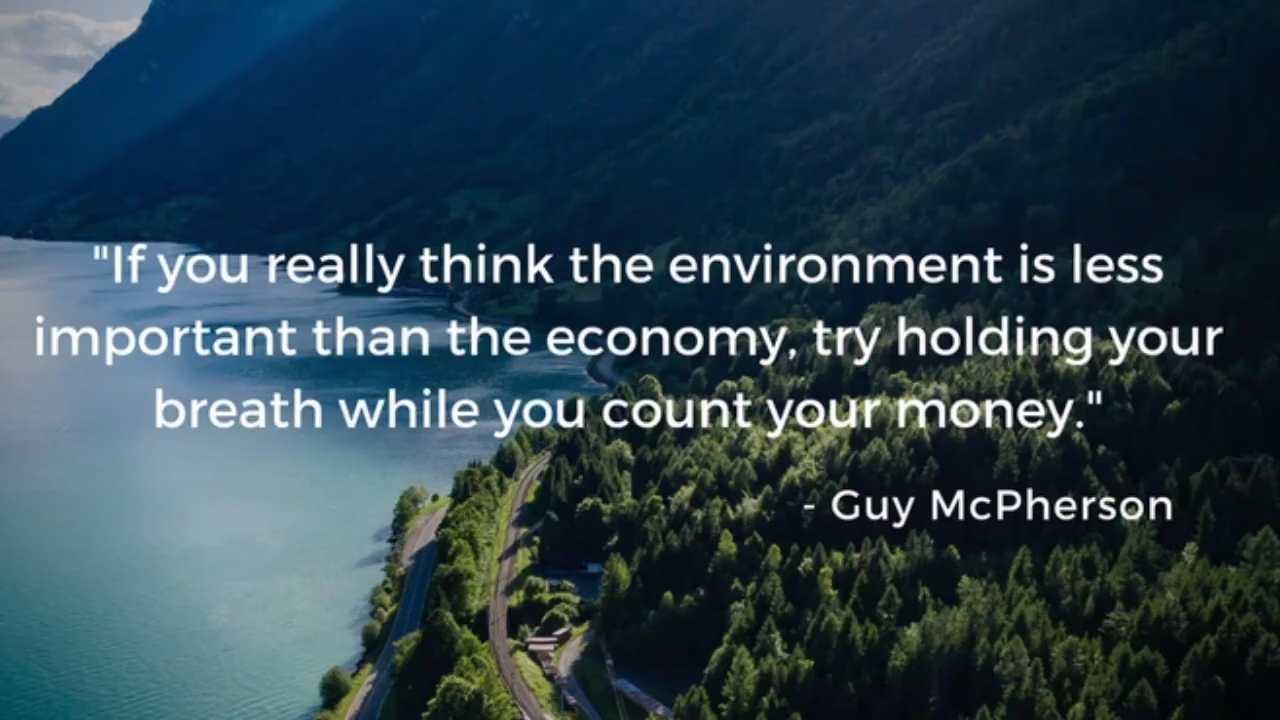 "If you really think the environment is less
important than the economy, try holding your
breath while you count your money."
- Guy McPherson